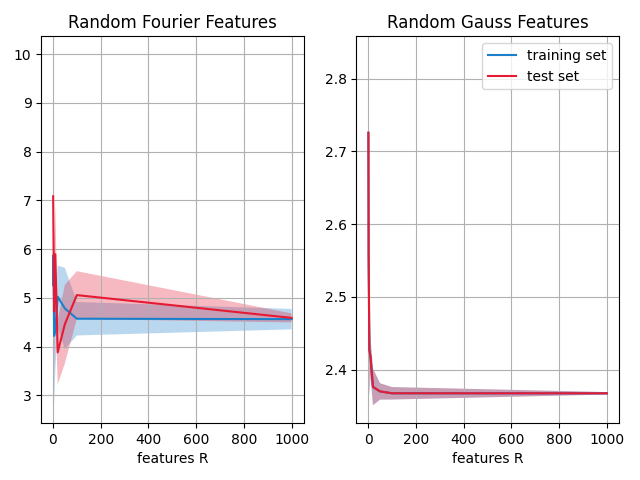 Random Fourier Features
10
9
8
7
6
5
4
3
0 200 400 600 800 1000
features R
Random Gauss Features
training set
test set
2.8
2.7
2.6
2.5
2.4
0 200 400 600 800 1000
features R